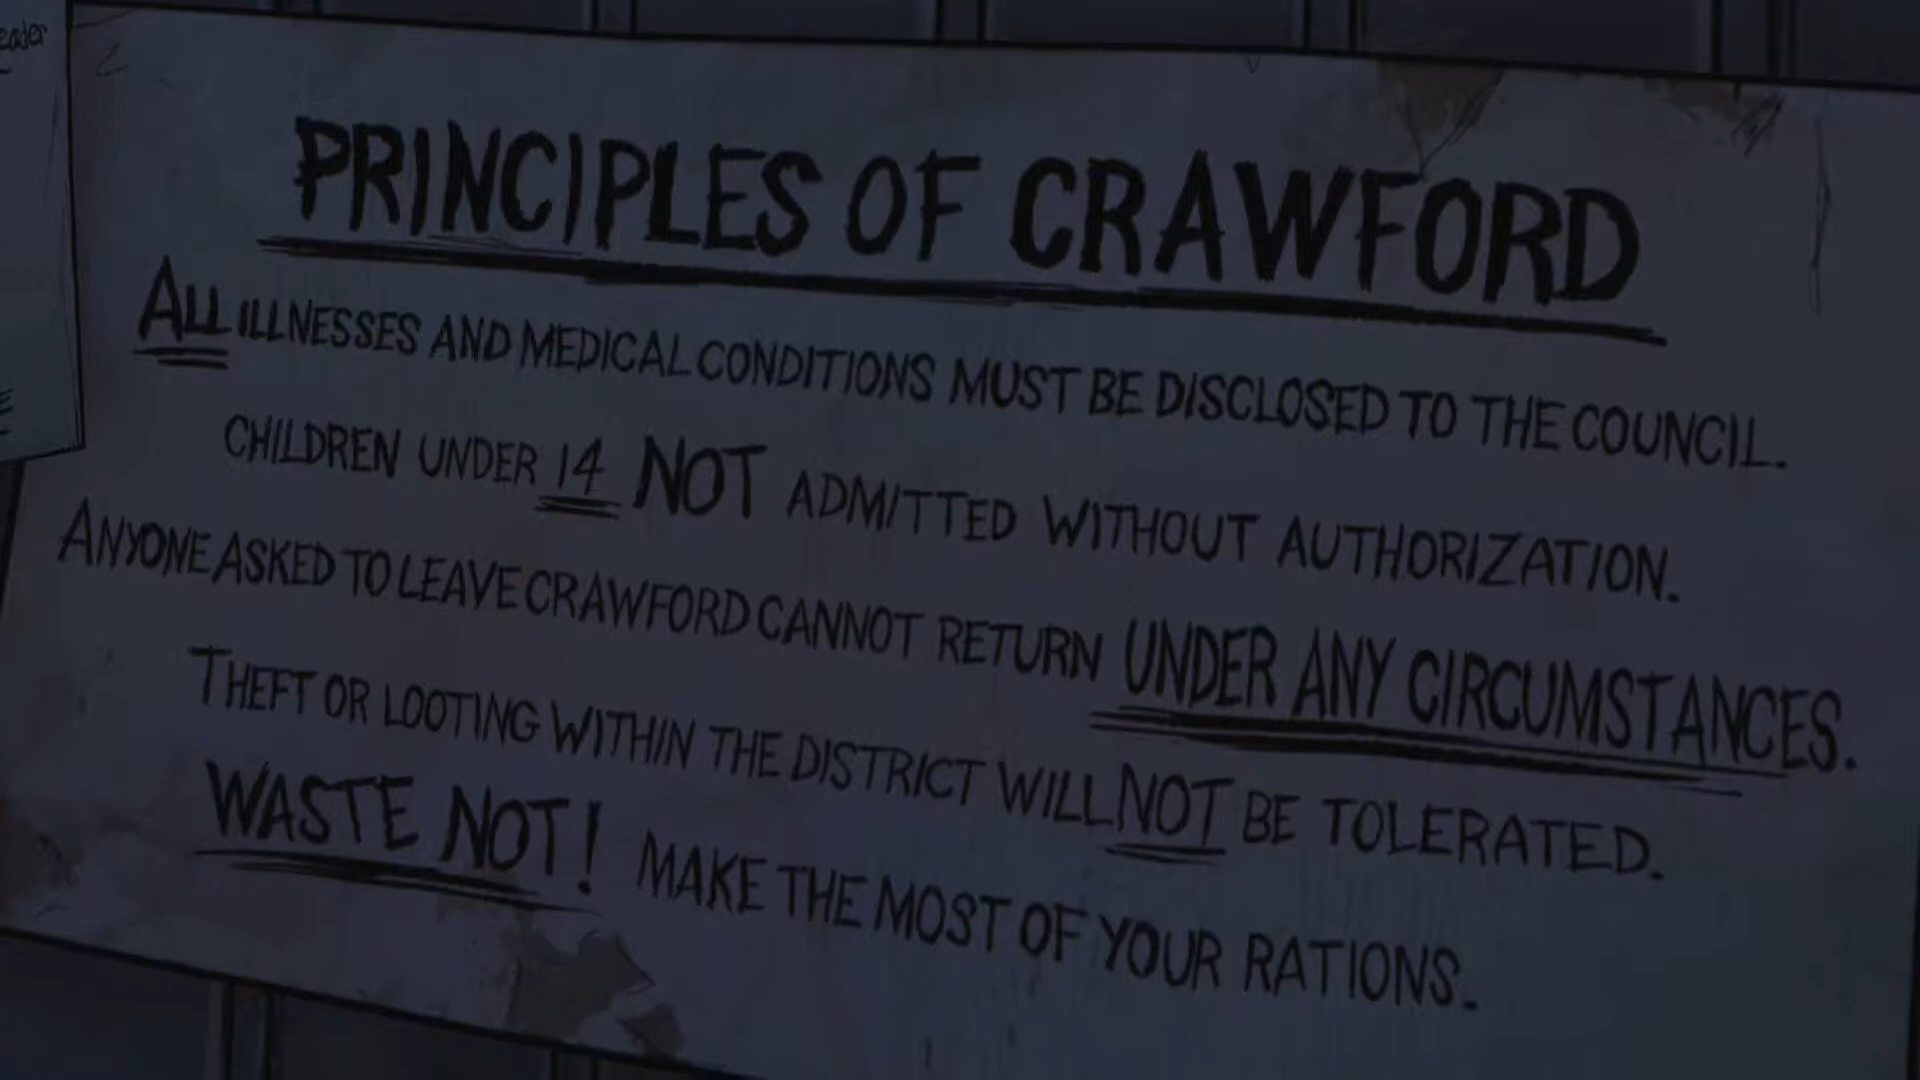 eader
PRINCIPLES OF CRAWFORD
ALL ILLNESSES AND MEDICAL CONDITIONS MUST BE DISCLOSED TO THE COUNCIL.
CHILDREN UNDER 14 NOT ADMITTED WITHOUT AUTHORIZATION.
ANYONE ASKED TO LEAVE CRAWFORD CANNOT RETURN UNDER ANY CIRCUMSTANCES.
THEFT OR LOOTING WITHIN THE DISTRICT WILL NOT BE TOLERATED.
WASTE NOT! MAKE THE MOST OF YOUR RATIONS.